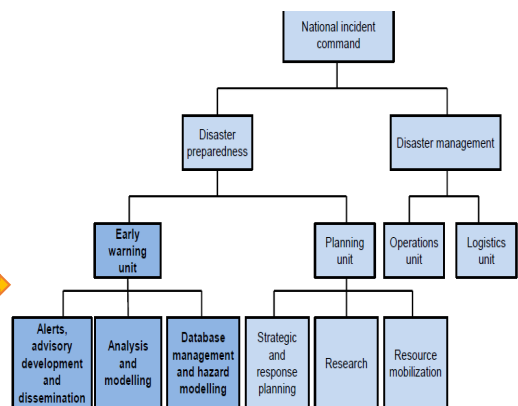 National incident
command
Disaster
preparedness
Disaster management
Early
warning
unit
Planning
unit
Operations
unit
Logistics
unit
Alerts,
advisory
development
and
dissemination
Analysis
and
modelling
Database
management
and hazard
modelling
Strategic
and
response
planning
Research
Resource
mobilization